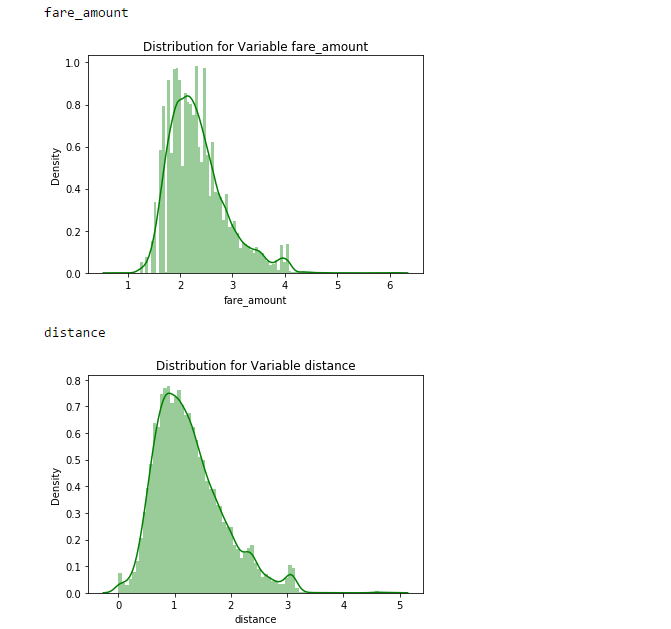 fare_amount
Distribution for Variable fare_amount
1.0
0.8
0.6
0.4
0.2
0.0
Density
1 2 3 4 5 6
fare_amount
distance
Distribution for Variable distance
0.8
0.7
0.6
0.5
0.4
0.3
0.2
0.1
0.0
Density
0 1 2 3 4 5
distance